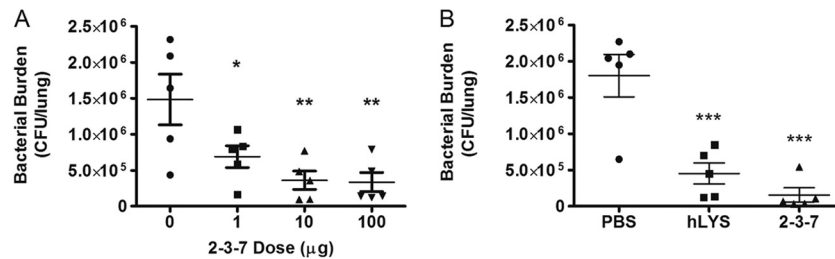 A
Bacterial Burden
(CFU/lung)
2.5×10⁶
2.0×10⁶
1.5×10⁶
1.0×10⁶
5.0×10⁵
0
*
**
**
0 1 10 100
2-3-7 Dose (μg)
B
Bacterial Burden
(CFU/lung)
2.5×10⁶
2.0×10⁶
1.5×10⁶
1.0×10⁶
5.0×10⁵
0
***
***
PBS hLYS 2-3-7